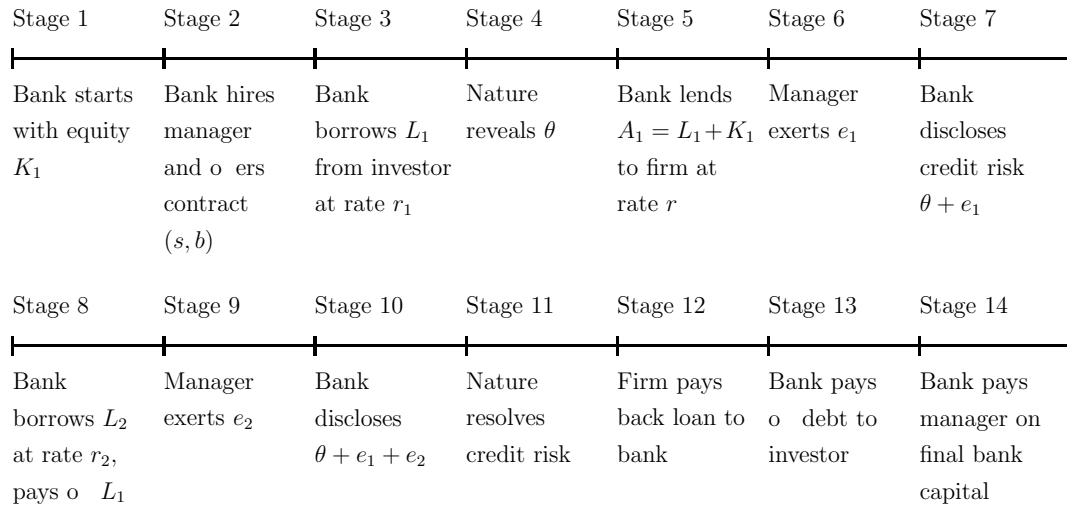 Stage 1
Bank starts
with equity
K₁
Stage 2
Bank hires
manager
and o ers
contract
(s, b)
Stage 3
Bank
borrows L₁
from investor
at rate r₁
Stage 4
Nature
reveals θ
Stage 5
Bank lends
A₁ = L₁ + K₁
to firm at
rate r
Stage 6
Manager
exerts e₁
Stage 7
Bank
discloses
credit risk
θ + e₁
Stage 8
Bank
borrows L₂
at rate r₂,
pays o L₁
Stage 9
Manager
exerts e₂
Stage 10
Bank
discloses
θ + e₁ + e₂
Stage 11
Nature
resolves
credit risk
Stage 12
Firm pays
back loan to
bank
Stage 13
Bank pays
o debt to
investor
Stage 14
Bank pays
manager on
final bank
capital